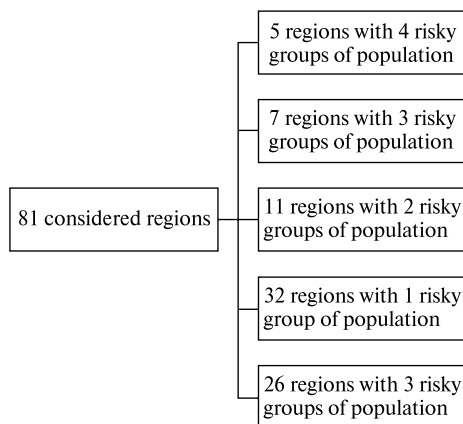 5 regions with 4 risky
groups of population
7 regions with 3 risky
groups of population
81 considered regions
11 regions with 2 risky
groups of population
32 regions with 1 risky
group of population
26 regions with 3 risky
groups of population